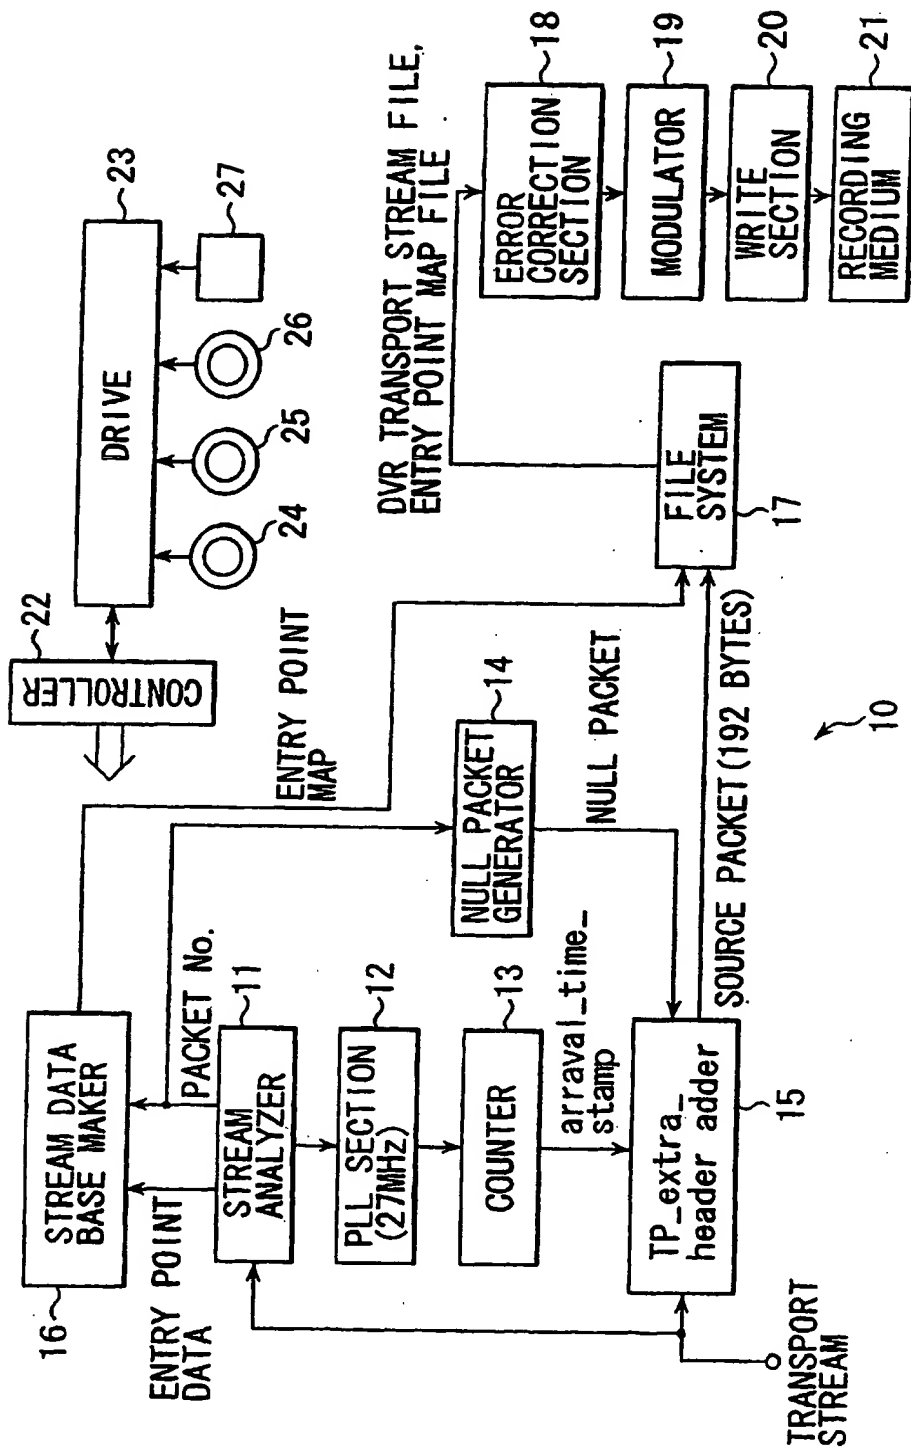 TRANSPORT
STREAM
ENTRY POINT
DATA
16
STREAM DATA
BASE MAKER
PACKET No.
11
STREAM
ANALYZER
12
PLL SECTION
(27MHz)
13
COUNTER
arraval_time_
stamp
TP_extra_
header adder
15
ENTRY POINT
MAP
14
NULL PACKET
GENERATOR
NULL PACKET
SOURCE PACKET(192 BYTES)
10
22
CONTROLLER
23
DRIVE
24
25
26
27
FILE
SYSTEM
17
DVR TRANSPORT STREAM FILE,
ENTRY POINT MAP FILE
18
ERROR
CORRECTION
SECTION
19
MODULATOR
20
WRITE
SECTION
21
RECORDING
MEDIUM